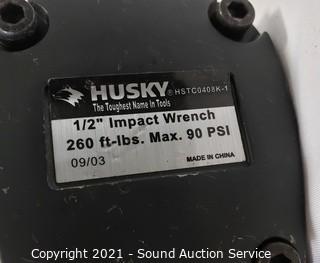 HUSKY® HSTC0408K-1
The Toughest Name In Tools
1/2" Impact Wrench
260 ft-lbs. Max. 90 PSI
09/03 MADE IN CHINA
Copyright 2021 - Sound Auction Service